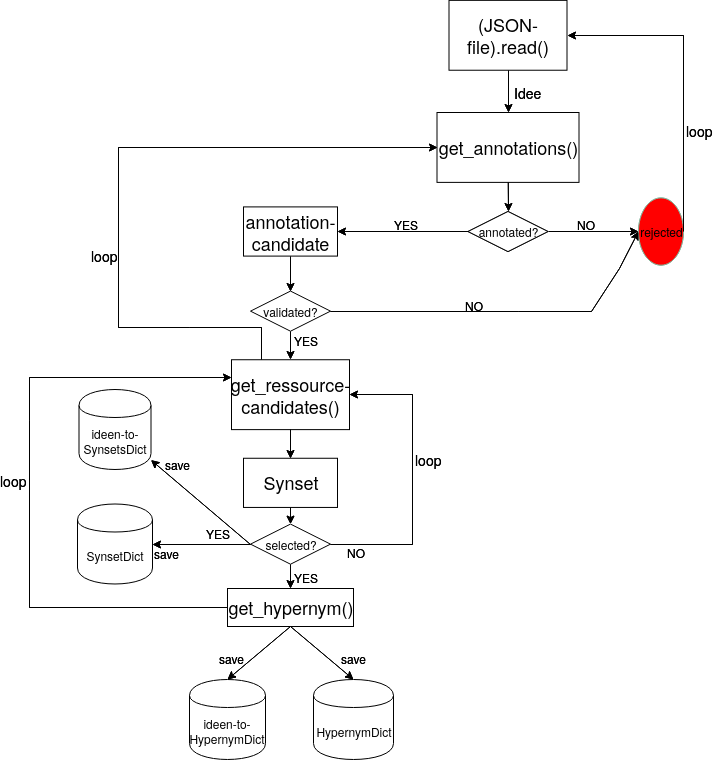 (JSON-
file).read()
Idee
loop
get_annotations()
annotation-
candidate
YES
annotated?
NO
rejected
loop
validated?
NO
YES
get_ressource-
candidates()
ideen-to-
SynsetsDict
save
loop
loop
Synset
YES
selected?
NO
SynsetDict
save
YES
get_hypernym()
save
save
ideen-to-
HypernymDict
HypernymDict